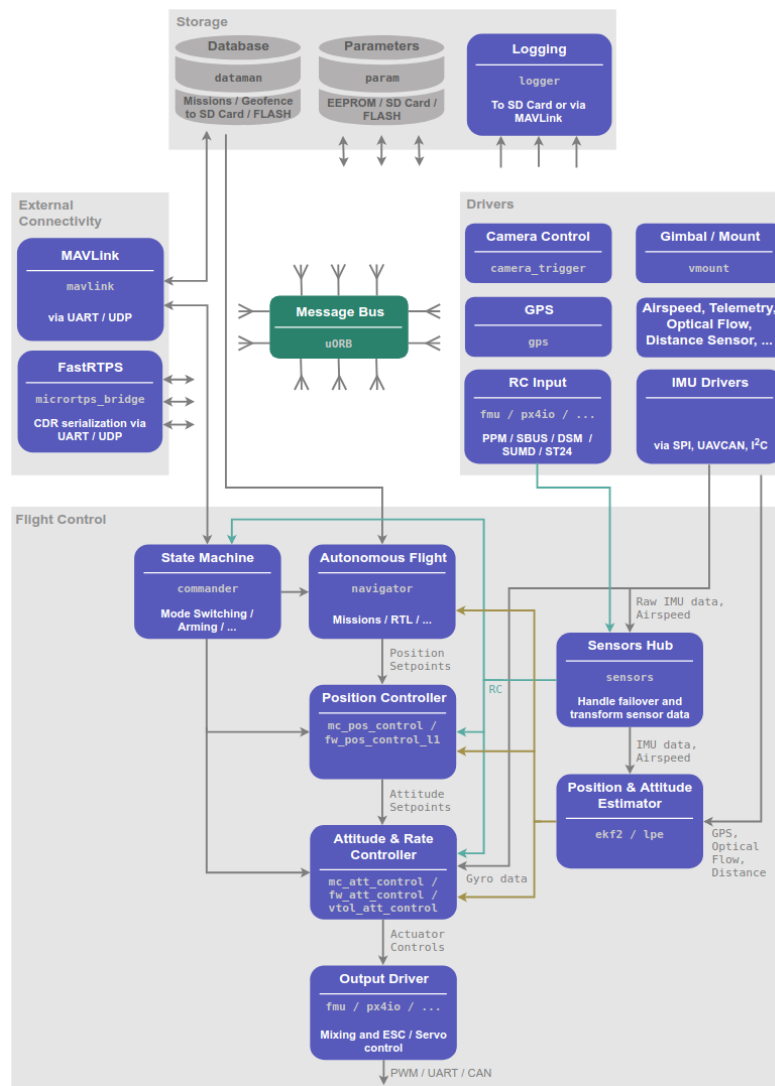 Storage
Database
dataman
Missions / Geofence
to SD Card / FLASH
Parameters
param
EEPROM / SD Card /
FLASH
Logging
logger
To SD Card or via
MAVLink
External
Connectivity
MAVLink
mavlink
via UART / UDP
FastRTPS
micrortps_bridge
CDR serialization via
UART / UDP
Message Bus
uORB
Drivers
Camera Control
camera_trigger
Gimbal / Mount
vmount
GPS
gps
Airspeed, Telemetry,
Optical Flow,
Distance Sensor, ...
RC Input
fmu / px4io / ...
PPM / SBUS / DSM /
SUMD / ST24
IMU Drivers
via SPI, UAVCAN, I²C
Flight Control
State Machine
commander
Mode Switching /
Arming / ...
Autonomous Flight
navigator
Missions / RTL / ...
Raw IMU data,
Airspeed
Sensors Hub
sensors
Handle failover and
transform sensor data
Position
Setpoints
RC
Position Controller
mc_pos_control /
fw_pos_control_l1
IMU data,
Airspeed
Position & Attitude
Estimator
ekf2 / lpe
Attitude
Setpoints
GPS,
Optical
Flow,
Distance
Attitude & Rate
Controller
mc_att_control /
fw_att_control /
vtol_att_control
Gyro data
Actuator
Controls
Output Driver
fmu / px4io / ...
Mixing and ESC / Servo
control
PWM / UART / CAN